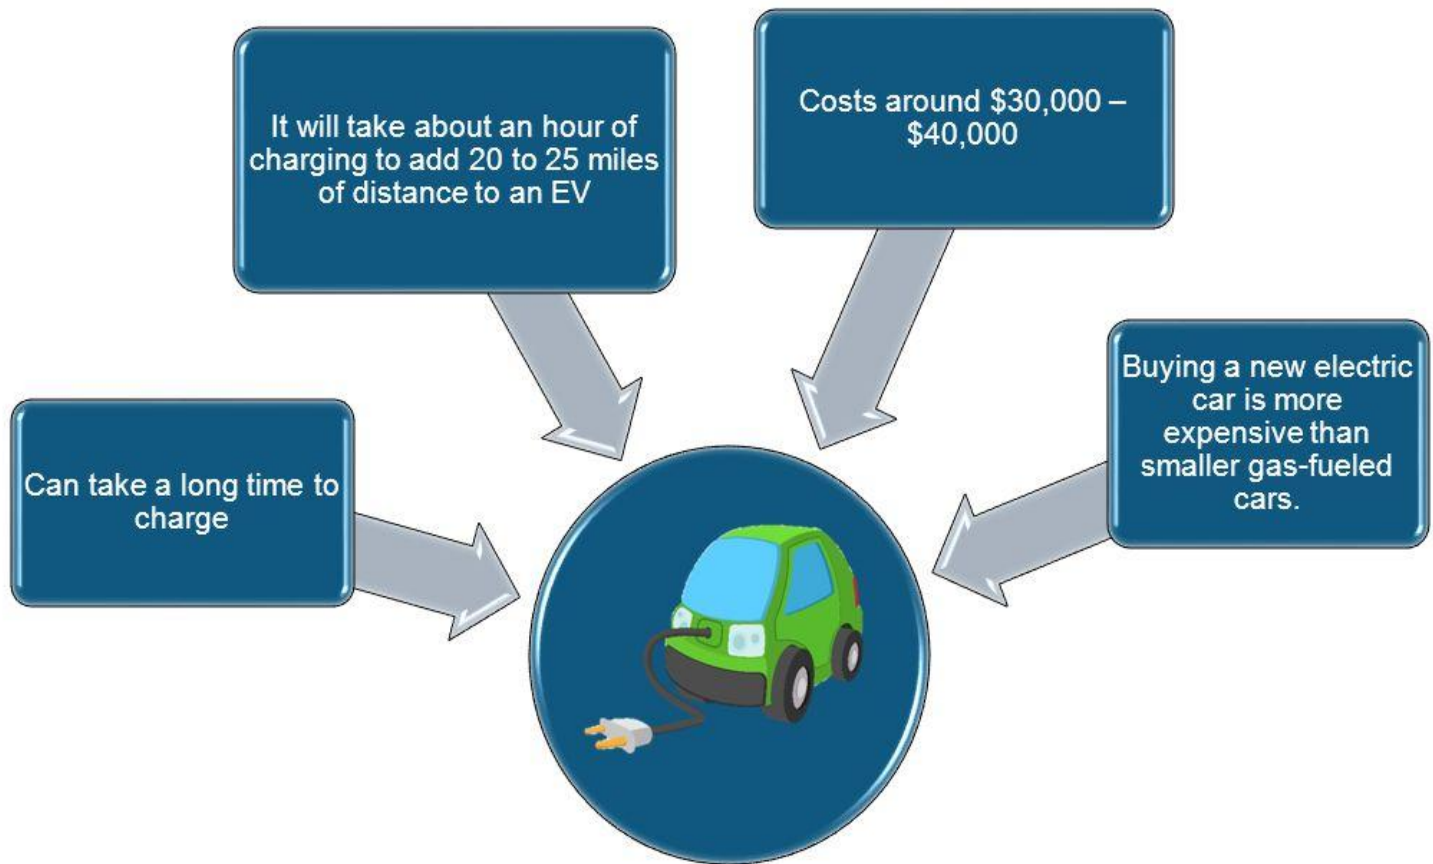 It will take about an hour of
charging to add 20 to 25 miles
of distance to an EV
Costs around $30,000 –
$40,000
Can take a long time to
charge
Buying a new electric
car is more
expensive than
smaller gas-fueled
cars.